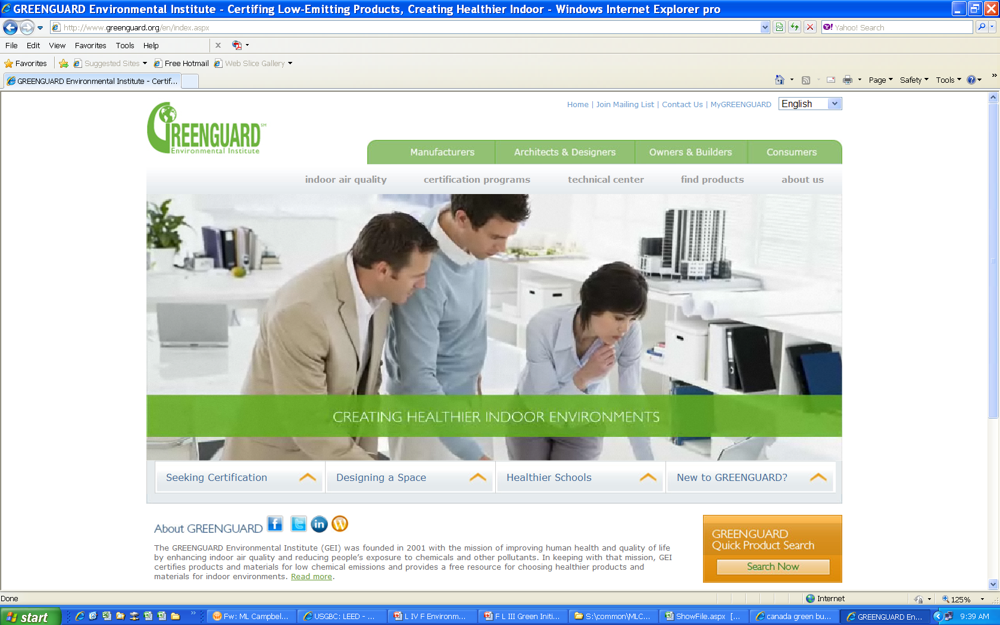 GREENGUARD Environmental Institute - Certifing Low-Emitting Products, Creating Healthier Indoor - Windows Internet Explorer pro
http://www.greenguard.org/en/index.aspx
Yahoo! Search
File Edit View Favorites Tools Help
x
Favorites Suggested Sites Free Hotmail Web Slice Gallery
GREENGUARD Environmental Institute - Certif...
Page Safety Tools »
Home | Join Mailing List | Contact Us | MyGREENGUARD English
GREENGUARD SM
Environmental Institute
Manufacturers Architects & Designers Owners & Builders Consumers
indoor air quality certification programs technical center find products about us
CREATING HEALTHIER INDOOR ENVIRONMENTS
Seeking Certification Designing a Space Healthier Schools New to GREENGUARD?
About GREENGUARD
The GREENGUARD Environmental Institute (GEI) was founded in 2001 with the mission of improving human health and quality of life
by enhancing indoor air quality and reducing people's exposure to chemicals and other pollutants. In keeping with that mission, GEI
certifies products and materials for low chemical emissions and provides a free resource for choosing healthier products and
materials for indoor environments. Read more.
GREENGUARD
Quick Product Search
Search Now
Done Internet 125%
start Fw: ML Campbel... USGBC: LEED - ... L IV F Environm... F L III Green Initi... S:\common\MLC... ShowFile.aspx [... canada green bu... GREENGUARD En... 9:39 AM